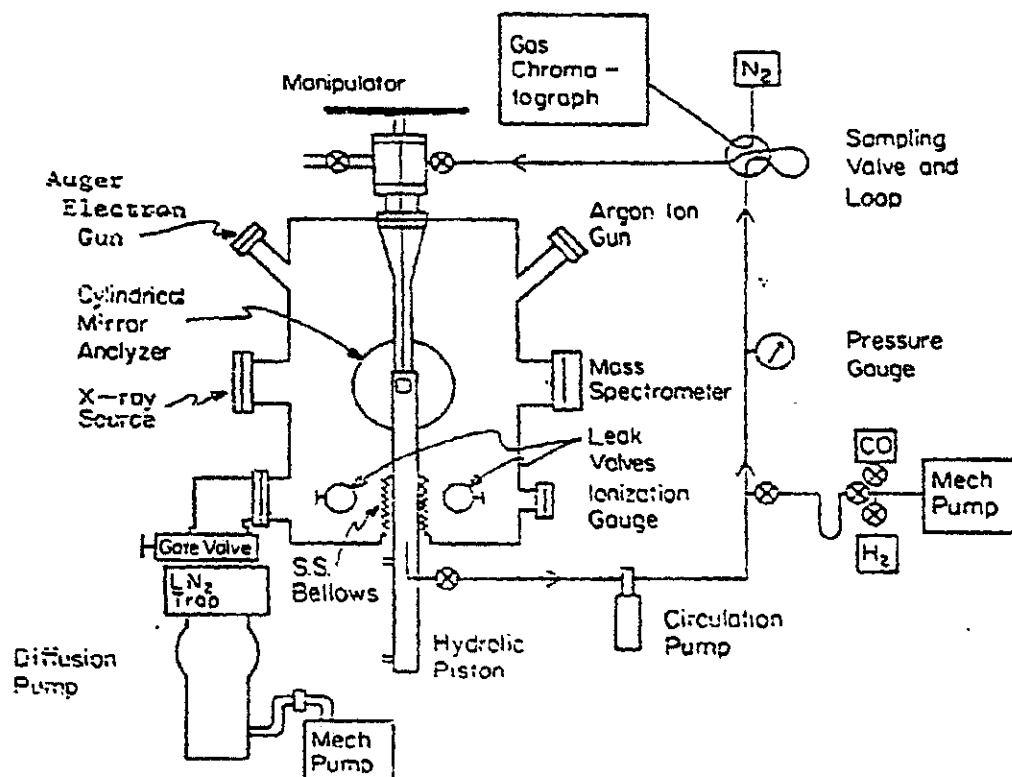 Manipulator
Gas
Chroma -
tograph
N2
Sampling
Valve and
Loop
Auger
Electron
Gun
Argon Ion
Gun
Cylindrical
Mirror
Analyzer
Mass
Spectrometer
Pressure
Gauge
X-ray
Source
Leak
Valves
Ionization
Gauge
CO
Mech
Pump
H2
Gate Valve
LN2
Trap
S.S.
Bellows
Circulation
Pump
Hydrolic
Piston
Diffusion
Pump
Mech
Pump